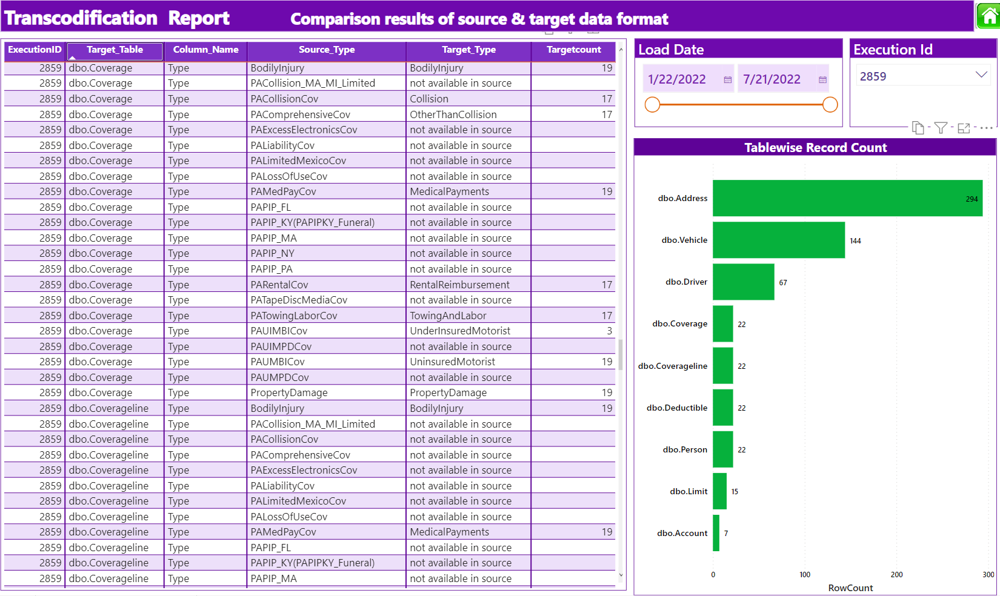 Transcodification Report
Comparison results of source & target data format
ExecutionID Target_Table Column_Name Source_Type Target_Type Targetcount
2859 dbo.Coverage Type BodilyInjury BodilyInjury 19
2859 dbo.Coverage Type PACollision_MA_MI_Limited not available in source
2859 dbo.Coverage Type PACollisionCov Collision 17
2859 dbo.Coverage Type PAComprehensiveCov OtherThanCollision 17
2859 dbo.Coverage Type PAExcessElectronicsCov not available in source
2859 dbo.Coverage Type PALiabilityCov not available in source
2859 dbo.Coverage Type PALimitedMexicoCov not available in source
2859 dbo.Coverage Type PALossOfUseCov not available in source
2859 dbo.Coverage Type PAMedPayCov MedicalPayments 19
2859 dbo.Coverage Type PAPIP_FL not available in source
2859 dbo.Coverage Type PAPIP_KY(PAPIPKY_Funeral) not available in source
2859 dbo.Coverage Type PAPIP_MA not available in source
2859 dbo.Coverage Type PAPIP_NY not available in source
2859 dbo.Coverage Type PAPIP_PA not available in source
2859 dbo.Coverage Type PARentalCov RentalReimbursement 17
2859 dbo.Coverage Type PATapeDiscMediaCov not available in source
2859 dbo.Coverage Type PATowingLaborCov TowingAndLabor 17
2859 dbo.Coverage Type PAUIMBICov UnderInsuredMotorist 3
2859 dbo.Coverage Type PAUIMPDCov not available in source
2859 dbo.Coverage Type PAUMBICov UninsuredMotorist 19
2859 dbo.Coverage Type PAUMPDCov not available in source
2859 dbo.Coverage Type PropertyDamage PropertyDamage 19
2859 dbo.Coverageline Type BodilyInjury BodilyInjury 19
2859 dbo.Coverageline Type PACollision_MA_MI_Limited not available in source
2859 dbo.Coverageline Type PACollisionCov not available in source
2859 dbo.Coverageline Type PAComprehensiveCov not available in source
2859 dbo.Coverageline Type PAExcessElectronicsCov not available in source
2859 dbo.Coverageline Type PALiabilityCov not available in source
2859 dbo.Coverageline Type PALimitedMexicoCov not available in source
2859 dbo.Coverageline Type PALossOfUseCov not available in source
2859 dbo.Coverageline Type PAMedPayCov MedicalPayments 19
2859 dbo.Coverageline Type PAPIP_FL not available in source
2859 dbo.Coverageline Type PAPIP_KY(PAPIPKY_Funeral) not available in source
2859 dbo.Coverageline Type PAPIP_MA not available in source
Load Date
1/22/2022 7/21/2022
Execution Id
2859
Tablewise Record Count
dbo.Address 294
dbo.Vehicle 144
dbo.Driver 67
dbo.Coverage 22
dbo.Coverageline 22
dbo.Deductible 22
dbo.Person 22
dbo.Limit 15
dbo.Account 7
0 100 200 300
RowCount